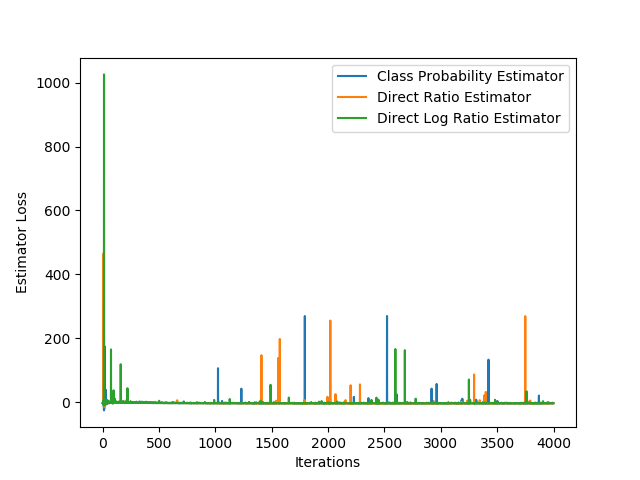 1000
800
600
400
200
0
Estimator Loss
Class Probability Estimator
Direct Ratio Estimator
Direct Log Ratio Estimator
0 500 1000 1500 2000 2500 3000 3500 4000
Iterations